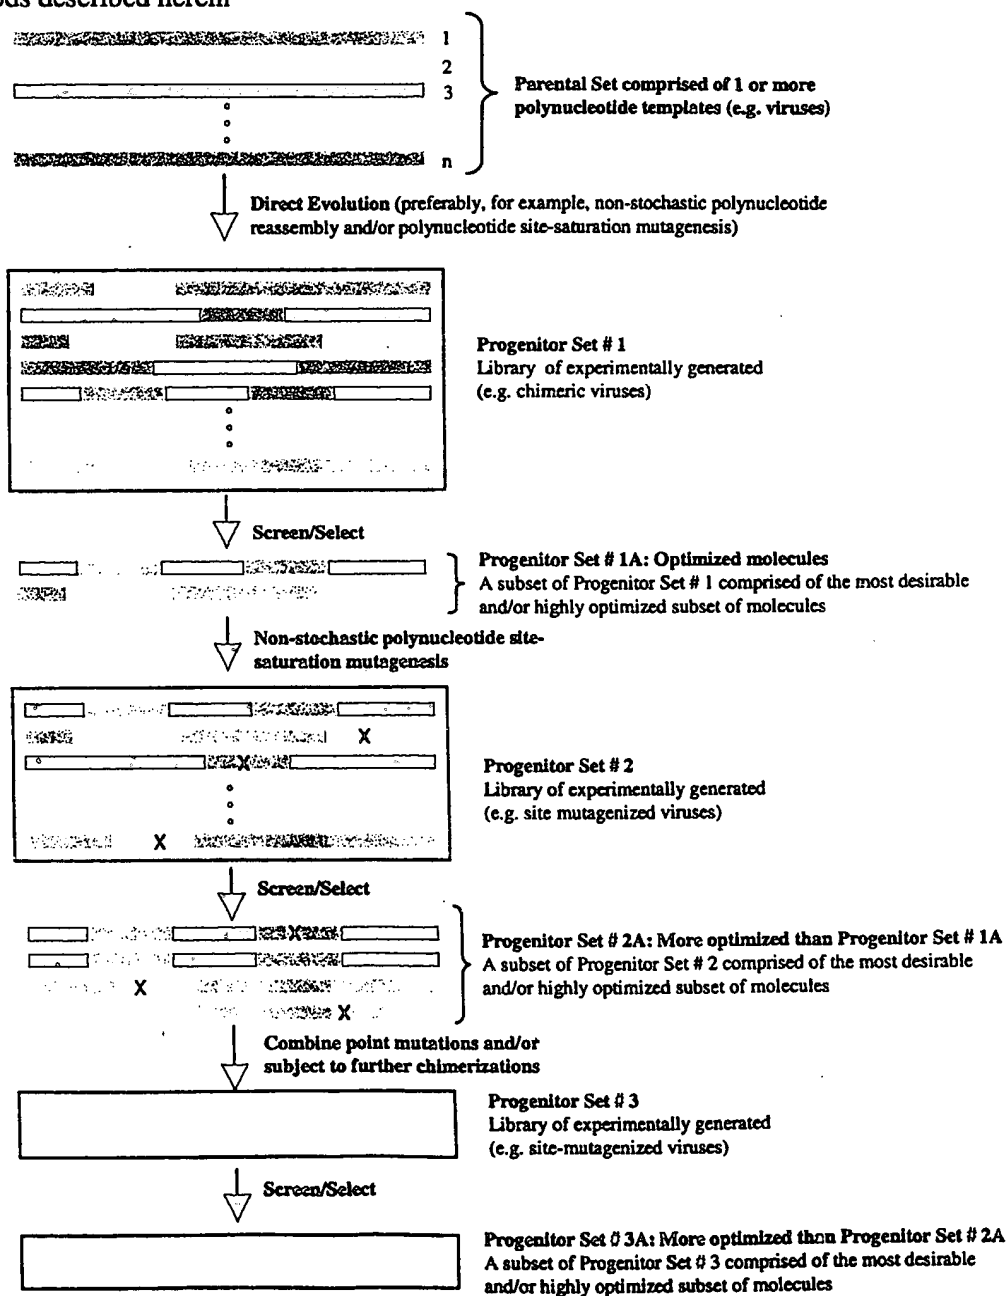 ods described herein
1
2
3
n
Parental Set comprised of 1 or more
polynucleotide templates (e.g. viruses)
Direct Evolution (preferably, for example, non-stochastic polynucleotide
reassembly and/or polynucleotide site-saturation mutagenesis)
Progenitor Set # 1
Library of experimentally generated
(e.g. chimeric viruses)
Screen/Select
Progenitor Set # 1A: Optimized molecules
A subset of Progenitor Set # 1 comprised of the most desirable
and/or highly optimized subset of molecules
Non-stochastic polynucleotide site-
saturation mutagenesis
X
X
X
Progenitor Set # 2
Library of experimentally generated
(e.g. site mutagenized viruses)
Screen/Select
X
X
X
Progenitor Set # 2A: More optimized than Progenitor Set # 1A
A subset of Progenitor Set # 2 comprised of the most desirable
and/or highly optimized subset of molecules
Combine point mutations and/or
subject to further chimerizations
Progenitor Set # 3
Library of experimentally generated
(e.g. site-mutagenized viruses)
Screen/Select
Progenitor Set # 3A: More optimized than Progenitor Set # 2A
A subset of Progenitor Set # 3 comprised of the most desirable
and/or highly optimized subset of molecules